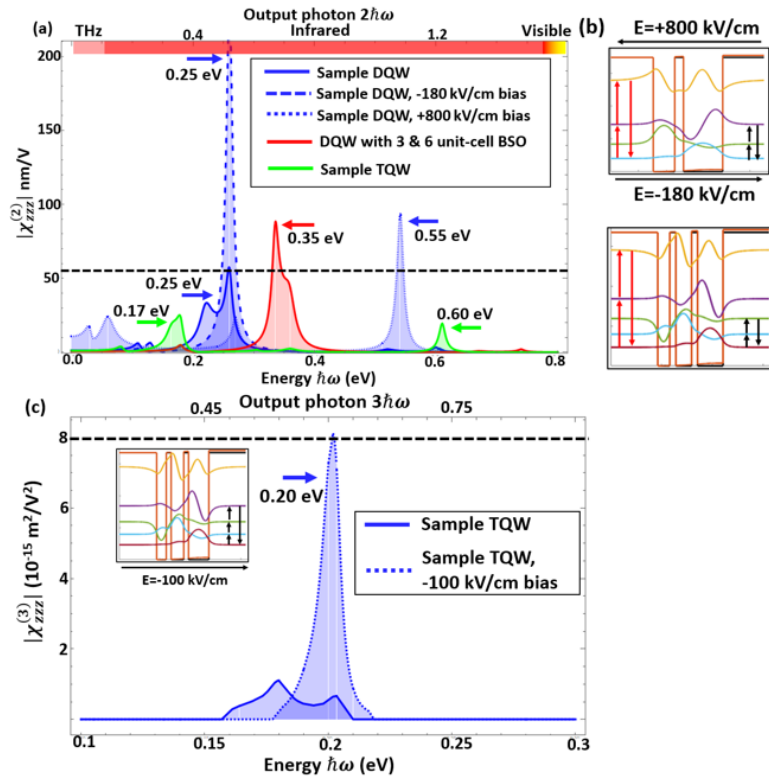 Output photon 2ℏω
(a)
THz
0.4
Infrared
1.2
Visible
(b)
200
150
100
50
|χ(2)zzz| nm/V
0.25 eV
Sample DQW
Sample DQW, -180 kV/cm bias
Sample DQW, +800 kV/cm bias
DQW with 3 & 6 unit-cell BSO
Sample TQW
0.35 eV
0.55 eV
0.25 eV
0.17 eV
0.60 eV
0.0
0.2
0.4
0.6
0.8
Energy ℏω (eV)
E=+800 kV/cm
E=-180 kV/cm
(c)
0.45
Output photon 3ℏω
0.75
8
6
4
2
|χ(3)zzz| (10-15 m2/V2)
0.20 eV
E=-100 kV/cm
Sample TQW
Sample TQW,
-100 kV/cm bias
0.1
0.15
0.2
0.25
0.3
Energy ℏω (eV)